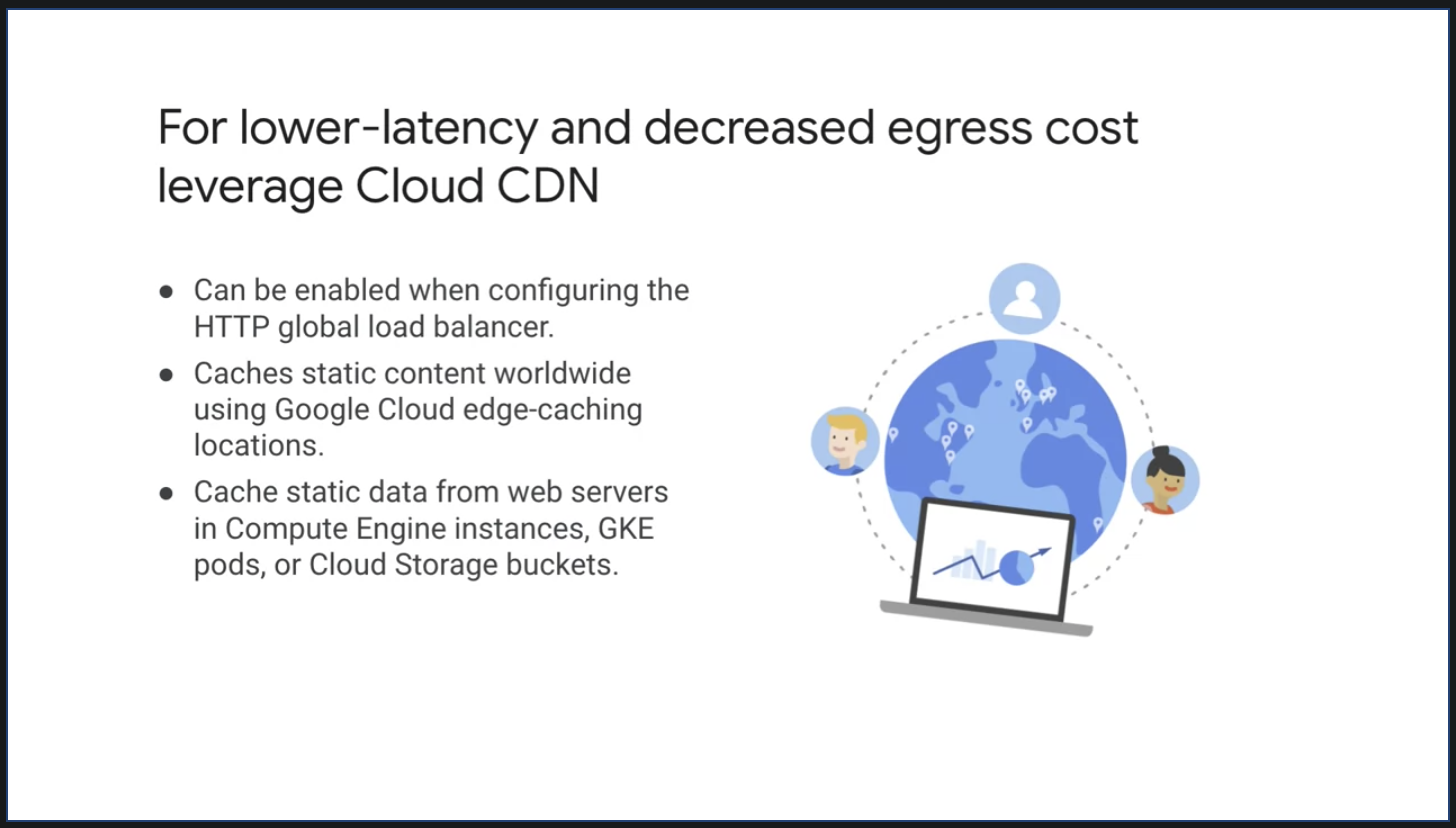 For lower-latency and decreased egress cost
leverage Cloud CDN
● Can be enabled when configuring the
HTTP global load balancer.
● Caches static content worldwide
using Google Cloud edge-caching
locations.
● Cache static data from web servers
in Compute Engine instances, GKE
pods, or Cloud Storage buckets.